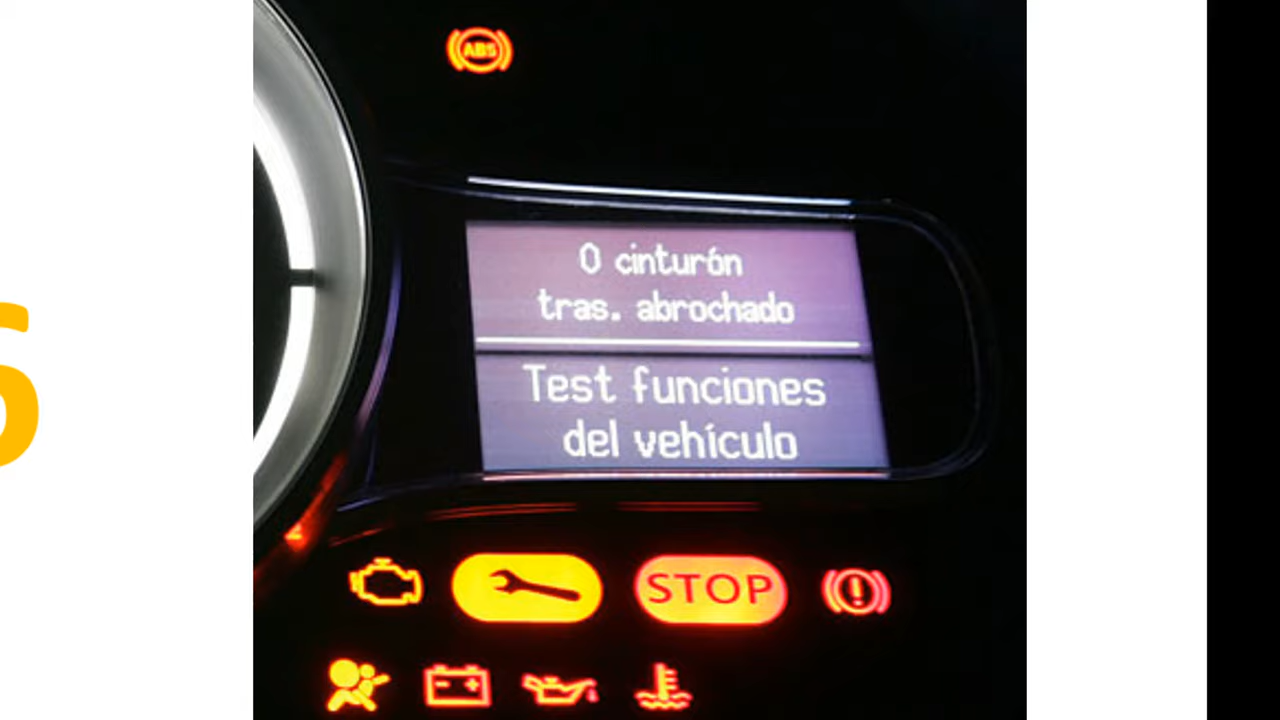 ABS
0 cinturón
tras. abrochado
Test funciones
del vehículo
STOP